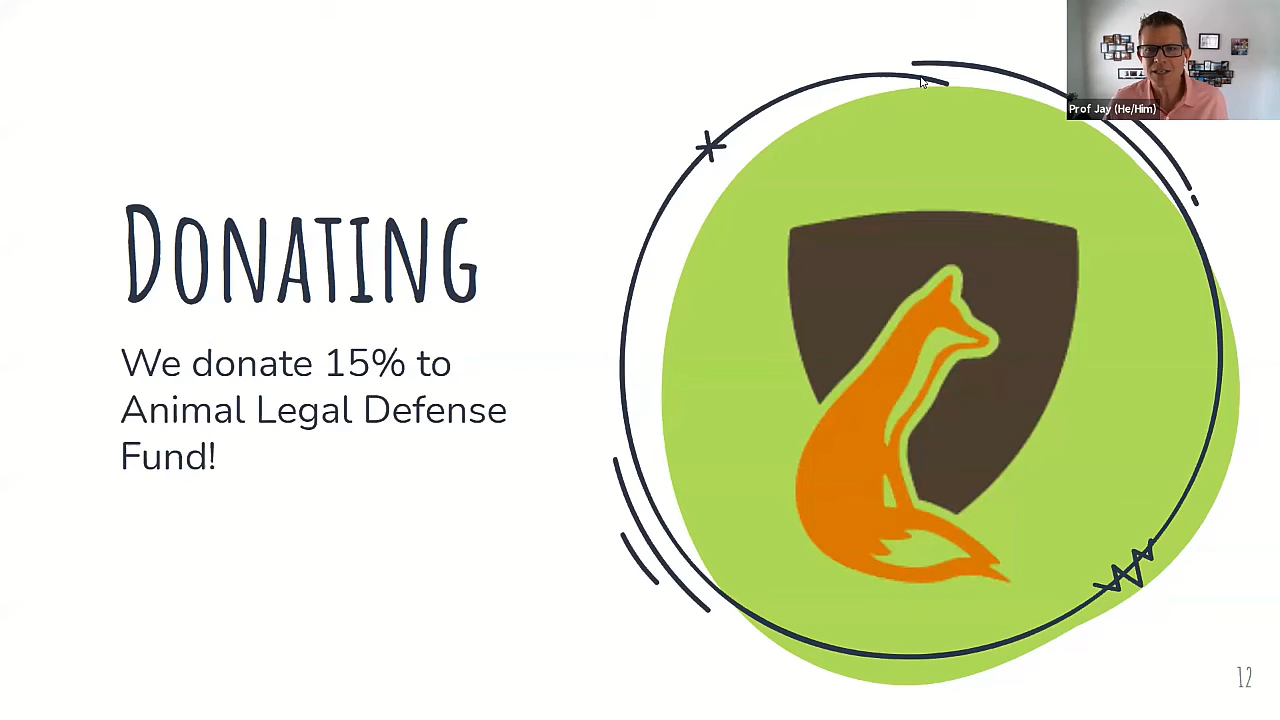 Prof Jay (He/Him)
Donating
We donate 15% to
Animal Legal Defense
Fund!
12